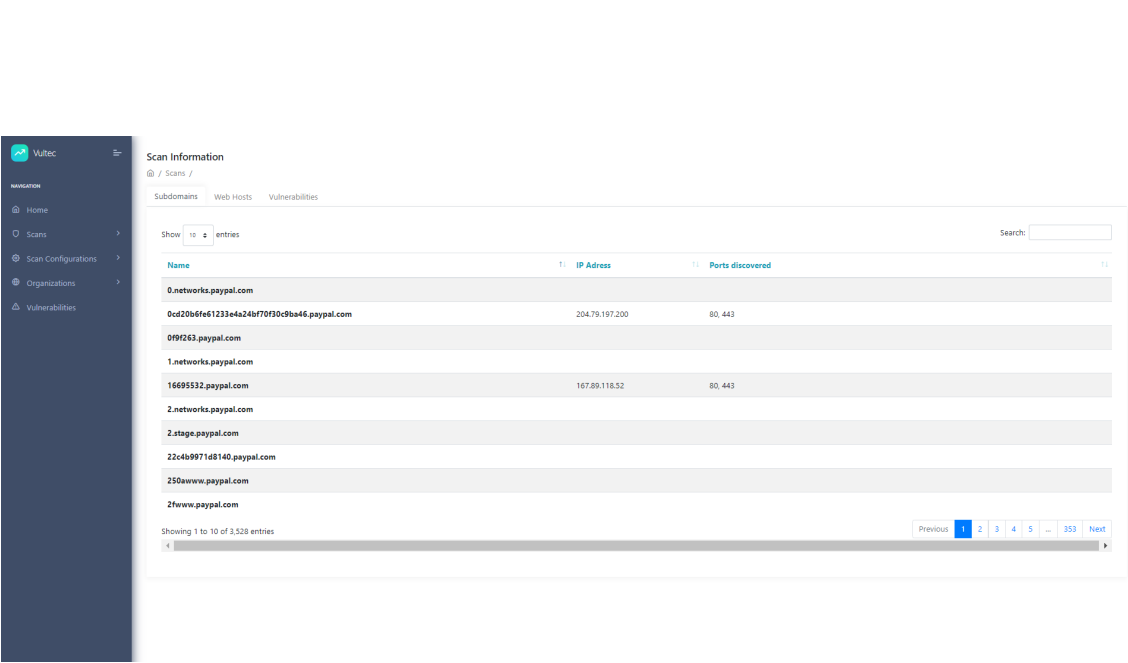 Vultec
NAVIGATION
Home
Scans
Scan Configurations
Organizations
Vulnerabilities
Scan Information
/ Scans /
Subdomains Web Hosts Vulnerabilities
Show 10 entries Search:
Name IP Adress Ports discovered
0.networks.paypal.com
0cd20b6fe61233e4a24bf70f30c9ba46.paypal.com 204.79.197.200 80, 443
0f9f263.paypal.com
1.networks.paypal.com
16695532.paypal.com 167.89.118.52 80, 443
2.networks.paypal.com
2.stage.paypal.com
22c4b9971d8140.paypal.com
250awww.paypal.com
2fwww.paypal.com
Showing 1 to 10 of 3,528 entries
Previous 1 2 3 4 5 ... 353 Next